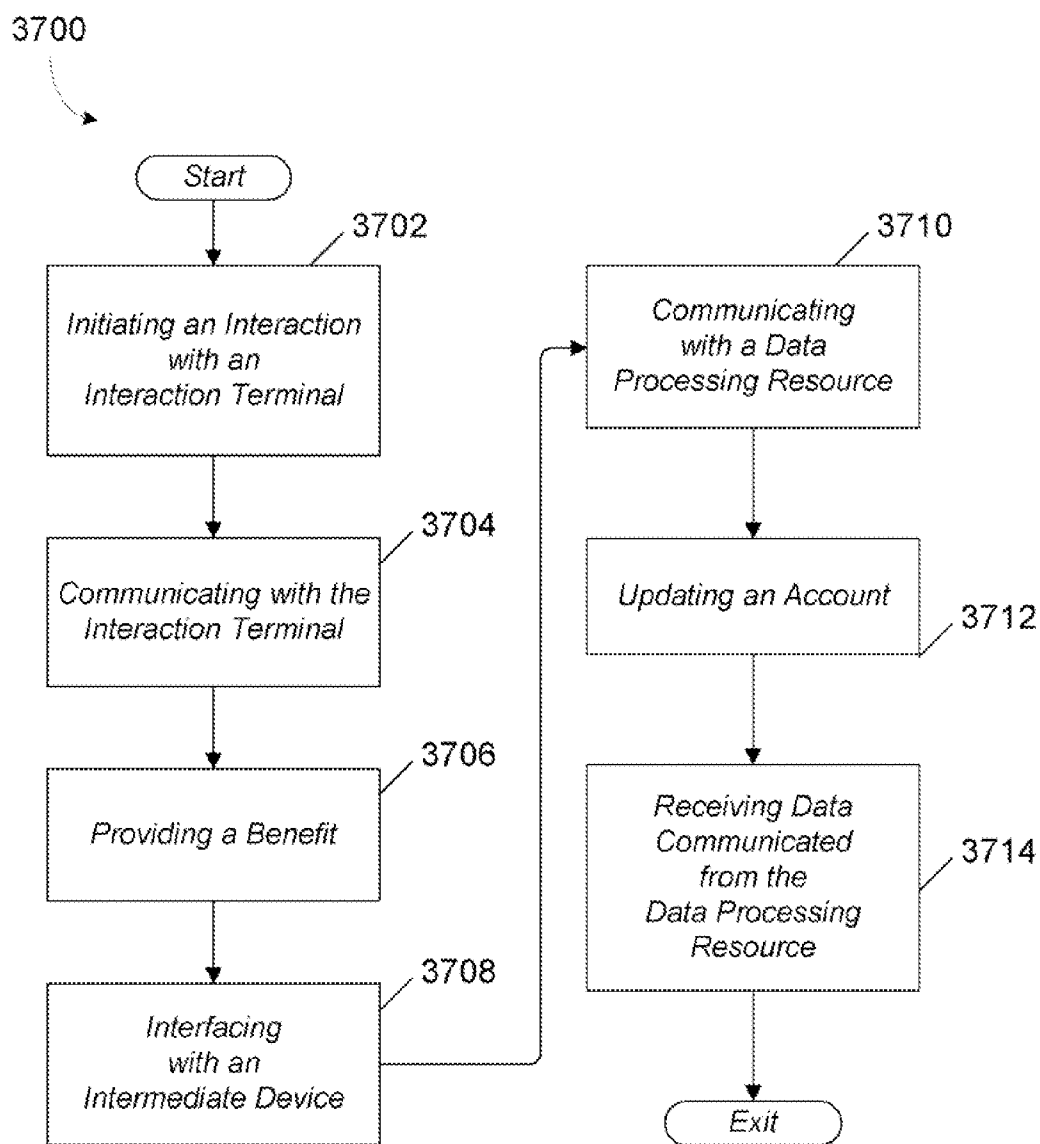 3700
Start
3702
Initiating an Interaction
with an
Interaction Terminal
3704
Communicating with the
Interaction Terminal
3706
Providing a Benefit
3708
Interfacing
with an
Intermediate Device
3710
Communicating
with a Data
Processing Resource
Updating an Account
3712
Receiving Data
Communicated
from the
Data Processing
Resource
3714
Exit